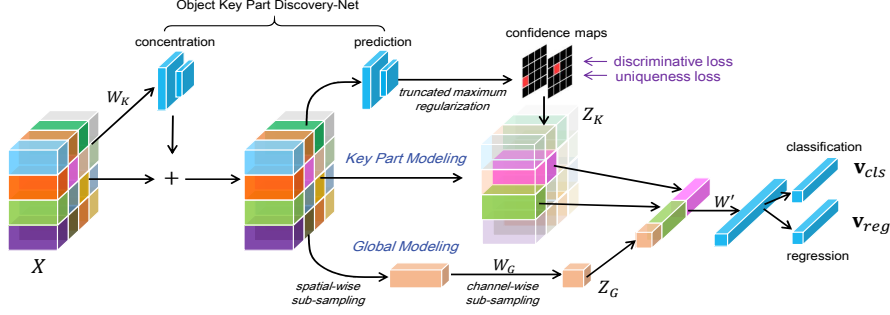 Object Key Part Discovery-Net
concentration
prediction
confidence maps
discriminative loss
uniqueness loss
W_K
truncated maximum
regularization
Z_K
Key Part Modeling
classification
v_cls
W'
v_reg
regression
X
Global Modeling
spatial-wise
sub-sampling
W_G
channel-wise
sub-sampling
Z_G
+